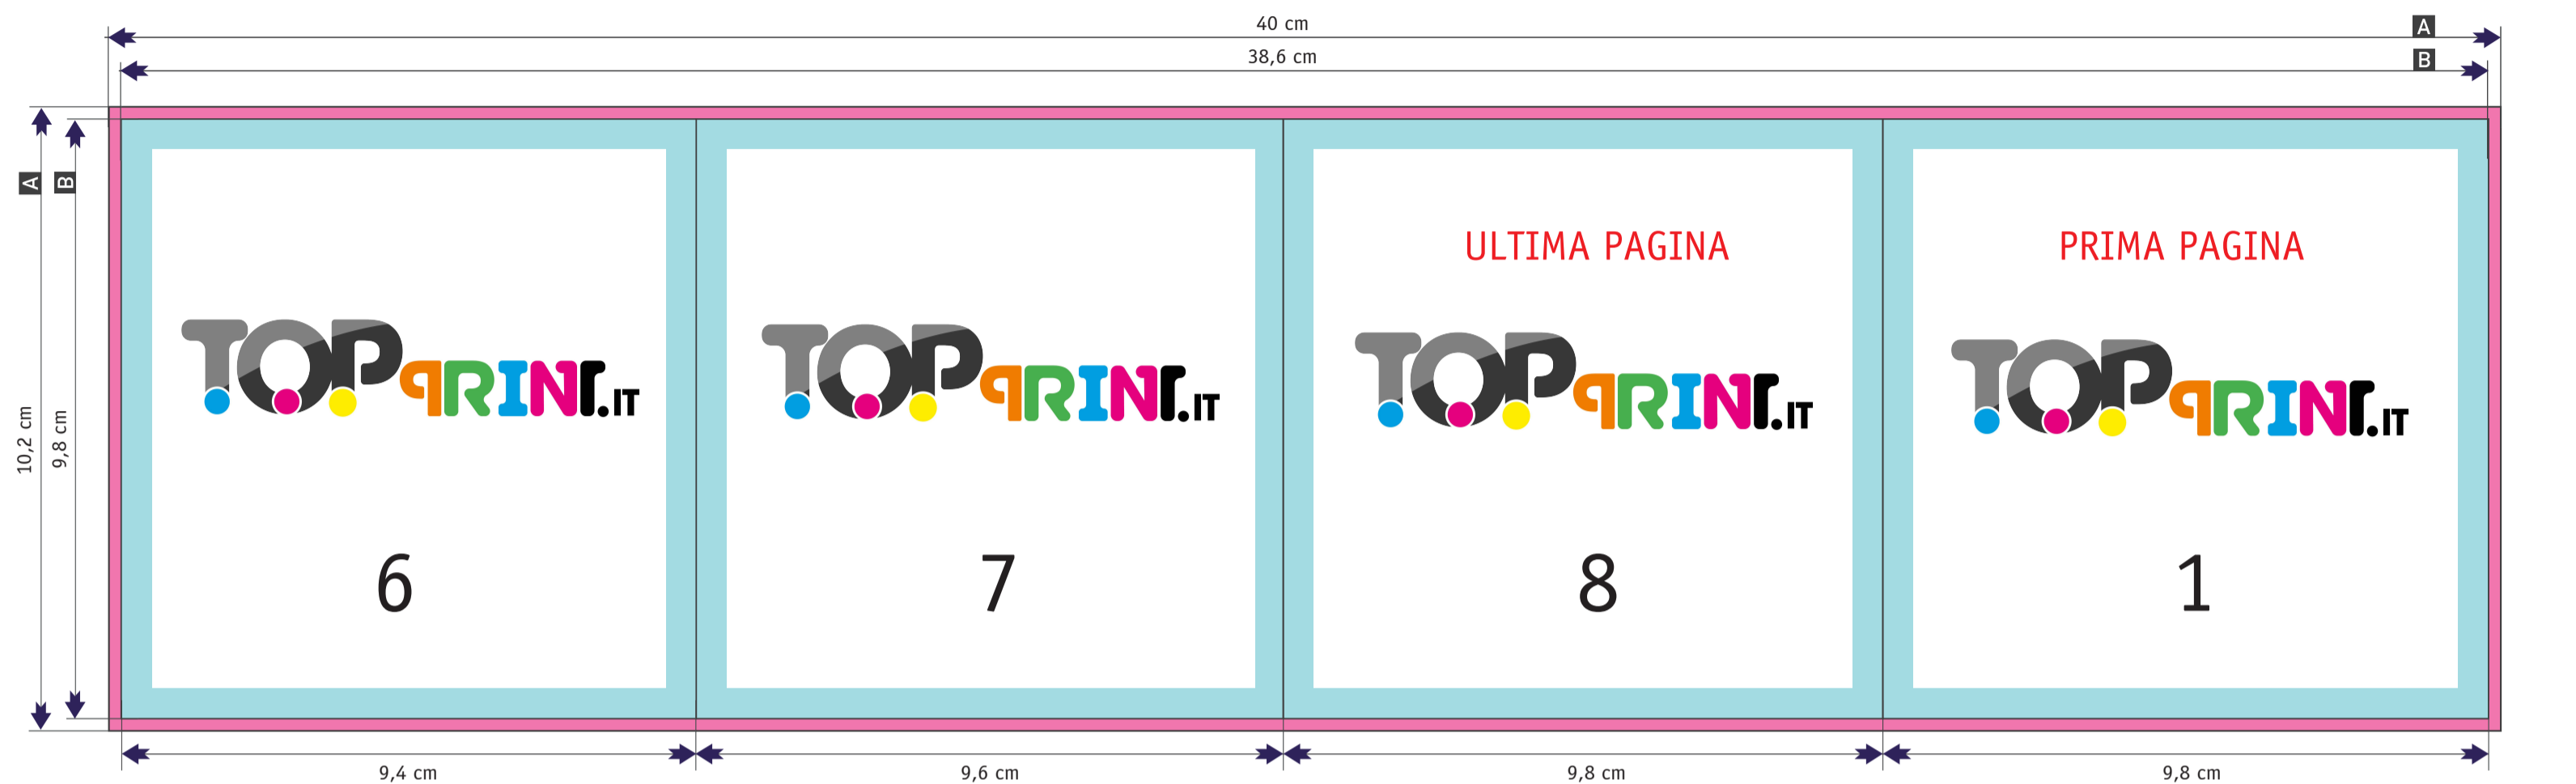 40 cm
A
38,6 cm
B
A
B
10,2 cm
9,8 cm
ULTIMA PAGINA
PRIMA PAGINA
TOPPRINT.IT
TOPPRINT.IT
TOPPRINT.IT
TOPPRINT.IT
6
7
8
1
9,4 cm
9,6 cm
9,8 cm
9,8 cm